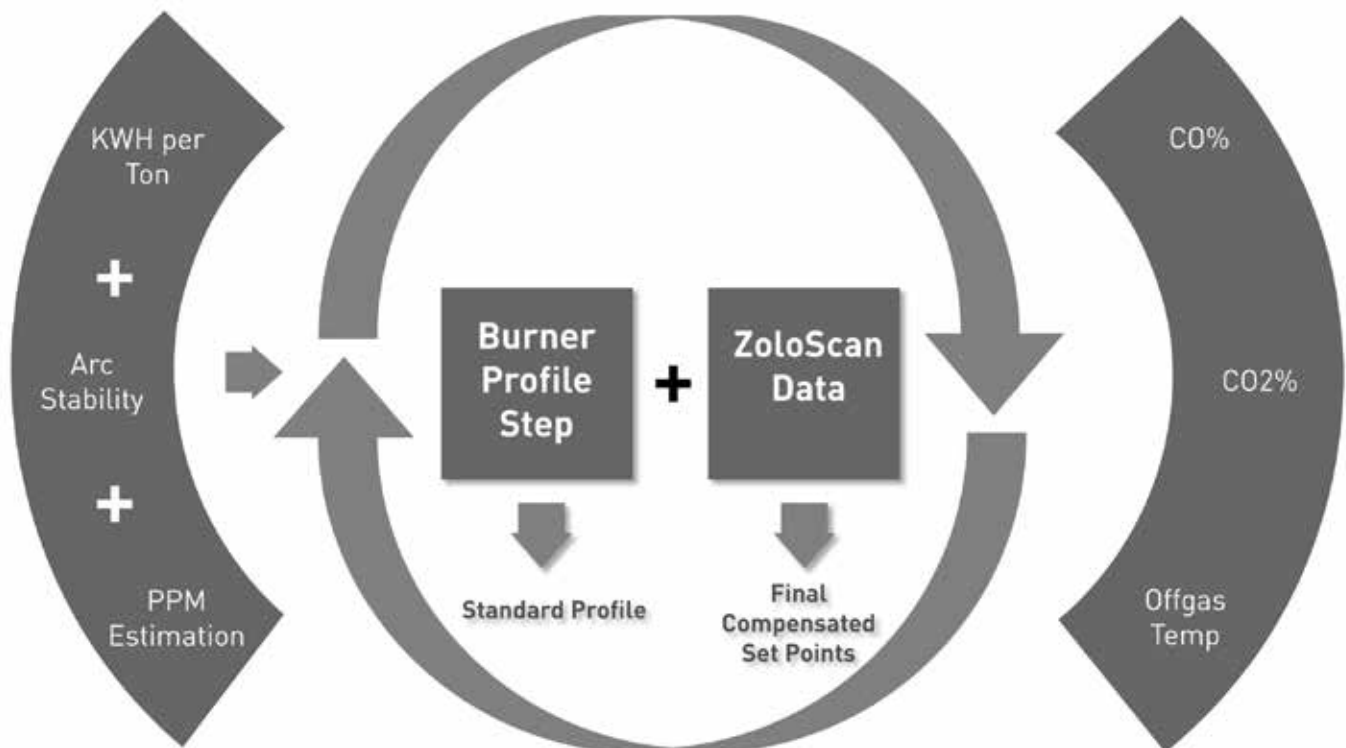 KWH per
Ton
+
Arc
Stability
+
PPM
Estimation
Burner
Profile
Step
+
ZoloScan
Data
Standard Profile
Final
Compensated
Set Points
CO%
CO2%
Offgas
Temp